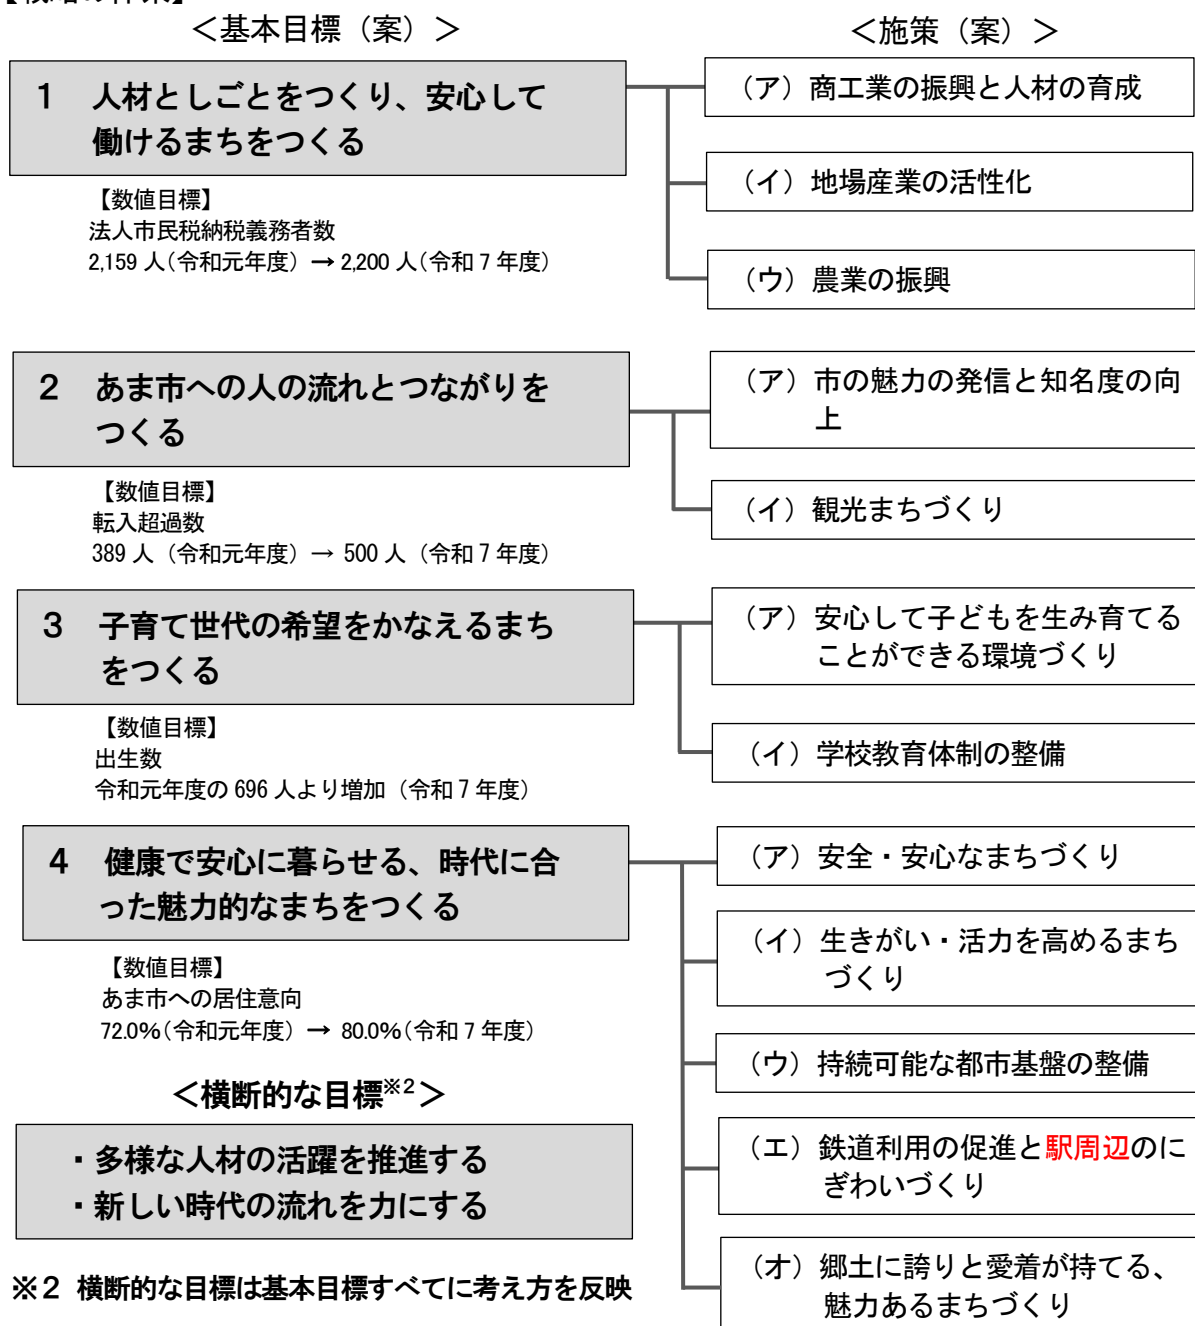 ＜基本目標（案）＞
１ 人材としごとをつくり、安心して
働けるまちをつくる
【数値目標】
法人市民税納税義務者数
2,159 人（令和元年度） → 2,200 人（令和７年度）
２ あま市への人の流れとつながりを
つくる
【数値目標】
転入超過数
389 人（令和元年度）→ 500 人（令和７年度）
３ 子育て世代の希望をかなえるまち
をつくる
【数値目標】
出生数
令和元年度の 696 人より増加（令和７年度）
４ 健康で安心に暮らせる、時代に合
った魅力的なまちをつくる
【数値目標】
あま市への居住意向
72.0％（令和元年度） → 80.0％（令和７年度）
＜横断的な目標※2＞
・多様な人材の活躍を推進する
・新しい時代の流れを力にする
※２ 横断的な目標は基本目標すべてに考え方を反映
＜施策（案）＞
（ア）商工業の振興と人材の育成
（イ）地場産業の活性化
（ウ）農業の振興
（ア）市の魅力の発信と知名度の向
上
（イ）観光まちづくり
（ア）安心して子どもを生み育てる
ことができる環境づくり
（イ）学校教育体制の整備
（ア）安全・安心なまちづくり
（イ）生きがい・活力を高めるまち
づくり
（ウ）持続可能な都市基盤の整備
（エ）鉄道利用の促進と駅周辺のに
ぎわいづくり
（オ）郷土に誇りと愛着が持てる、
魅力あるまちづくり